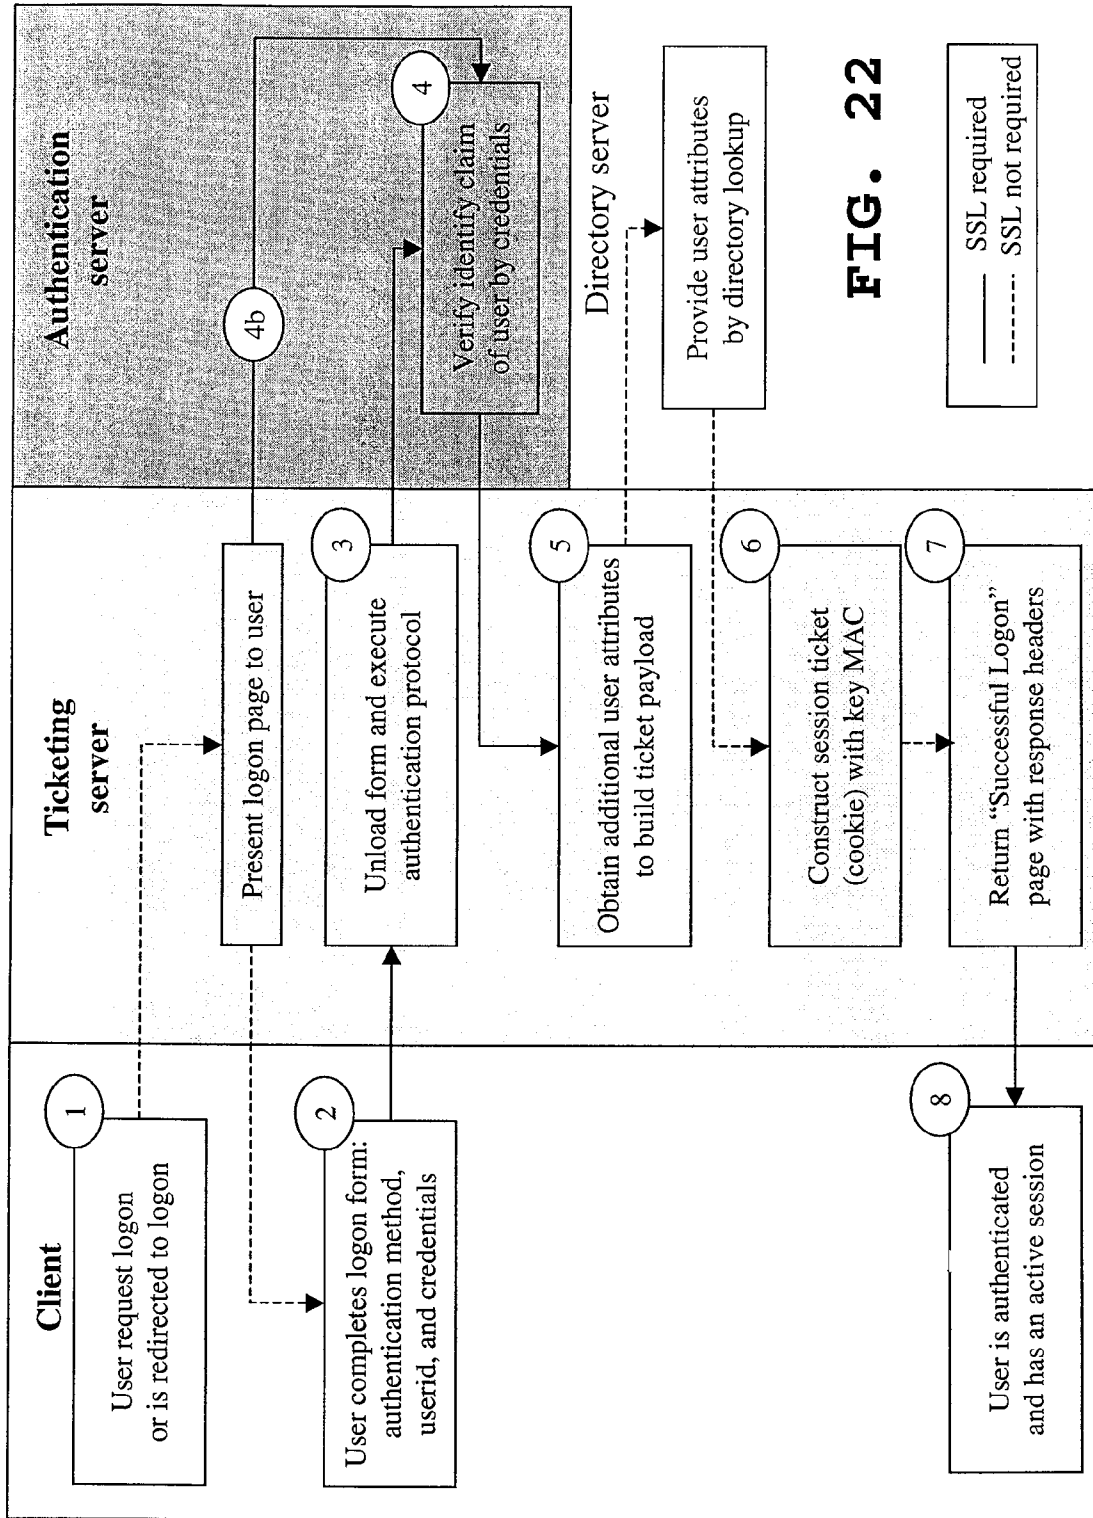 Client
Ticketing
server
Authentication
server
1
User request logon
or is redirected to logon
Present logon page to user
4b
2
User completes logon form:
authentication method,
userid, and credentials
3
Unload form and execute
authentication protocol
4
Verify identify claim
of user by credentials
5
Obtain additional user attributes
to build ticket payload
Directory server
Provide user attributes
by directory lookup
6
Construct session ticket
(cookie) with key MAC
7
Return “Successful Logon”
page with response headers
8
User is authenticated
and has an active session
FIG. 22
SSL required
SSL not required